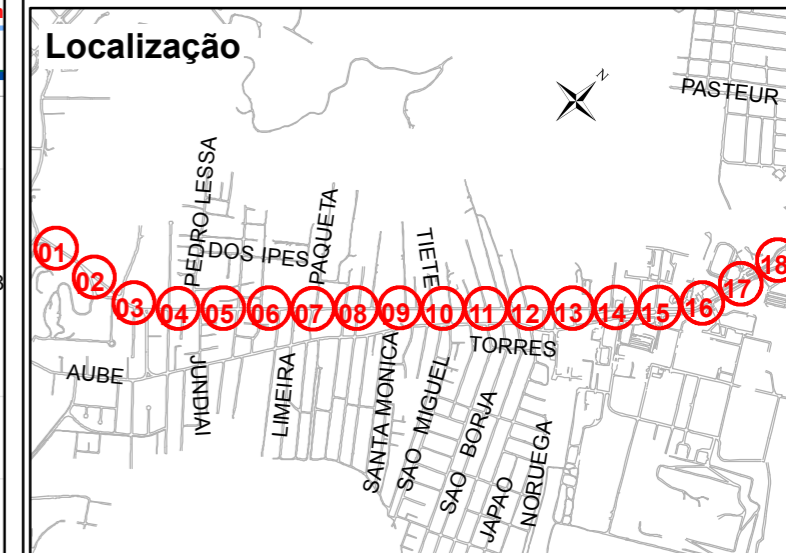 Localização
N
PASTEUR
PEDRO LESSA
DOS IPES
PAQUETA
TIETE
01
02
03
04
05
06
07
08
09
10
11
12
13
14
15
16
17
18
TORRES
AUBE
JUNDIAI
LIMEIRA
SANTA MONICA
SAO MIGUEL
SAO BORJA
JAPAO
NORUEGA